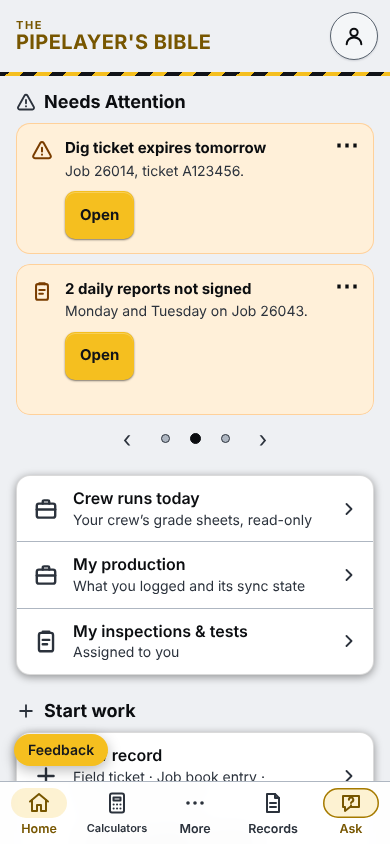 THE
PIPELAYER'S BIBLE
Needs Attention
Dig ticket expires tomorrow
Job 26014, ticket A123456.
Open
2 daily reports not signed
Monday and Tuesday on Job 26043.
Open
Crew runs today
Your crew’s grade sheets, read-only
My production
What you logged and its sync state
My inspections & tests
Assigned to you
Start work
record
Feedback
Field ticket · Job book entry ·
Home
Calculators
More
Records
Ask